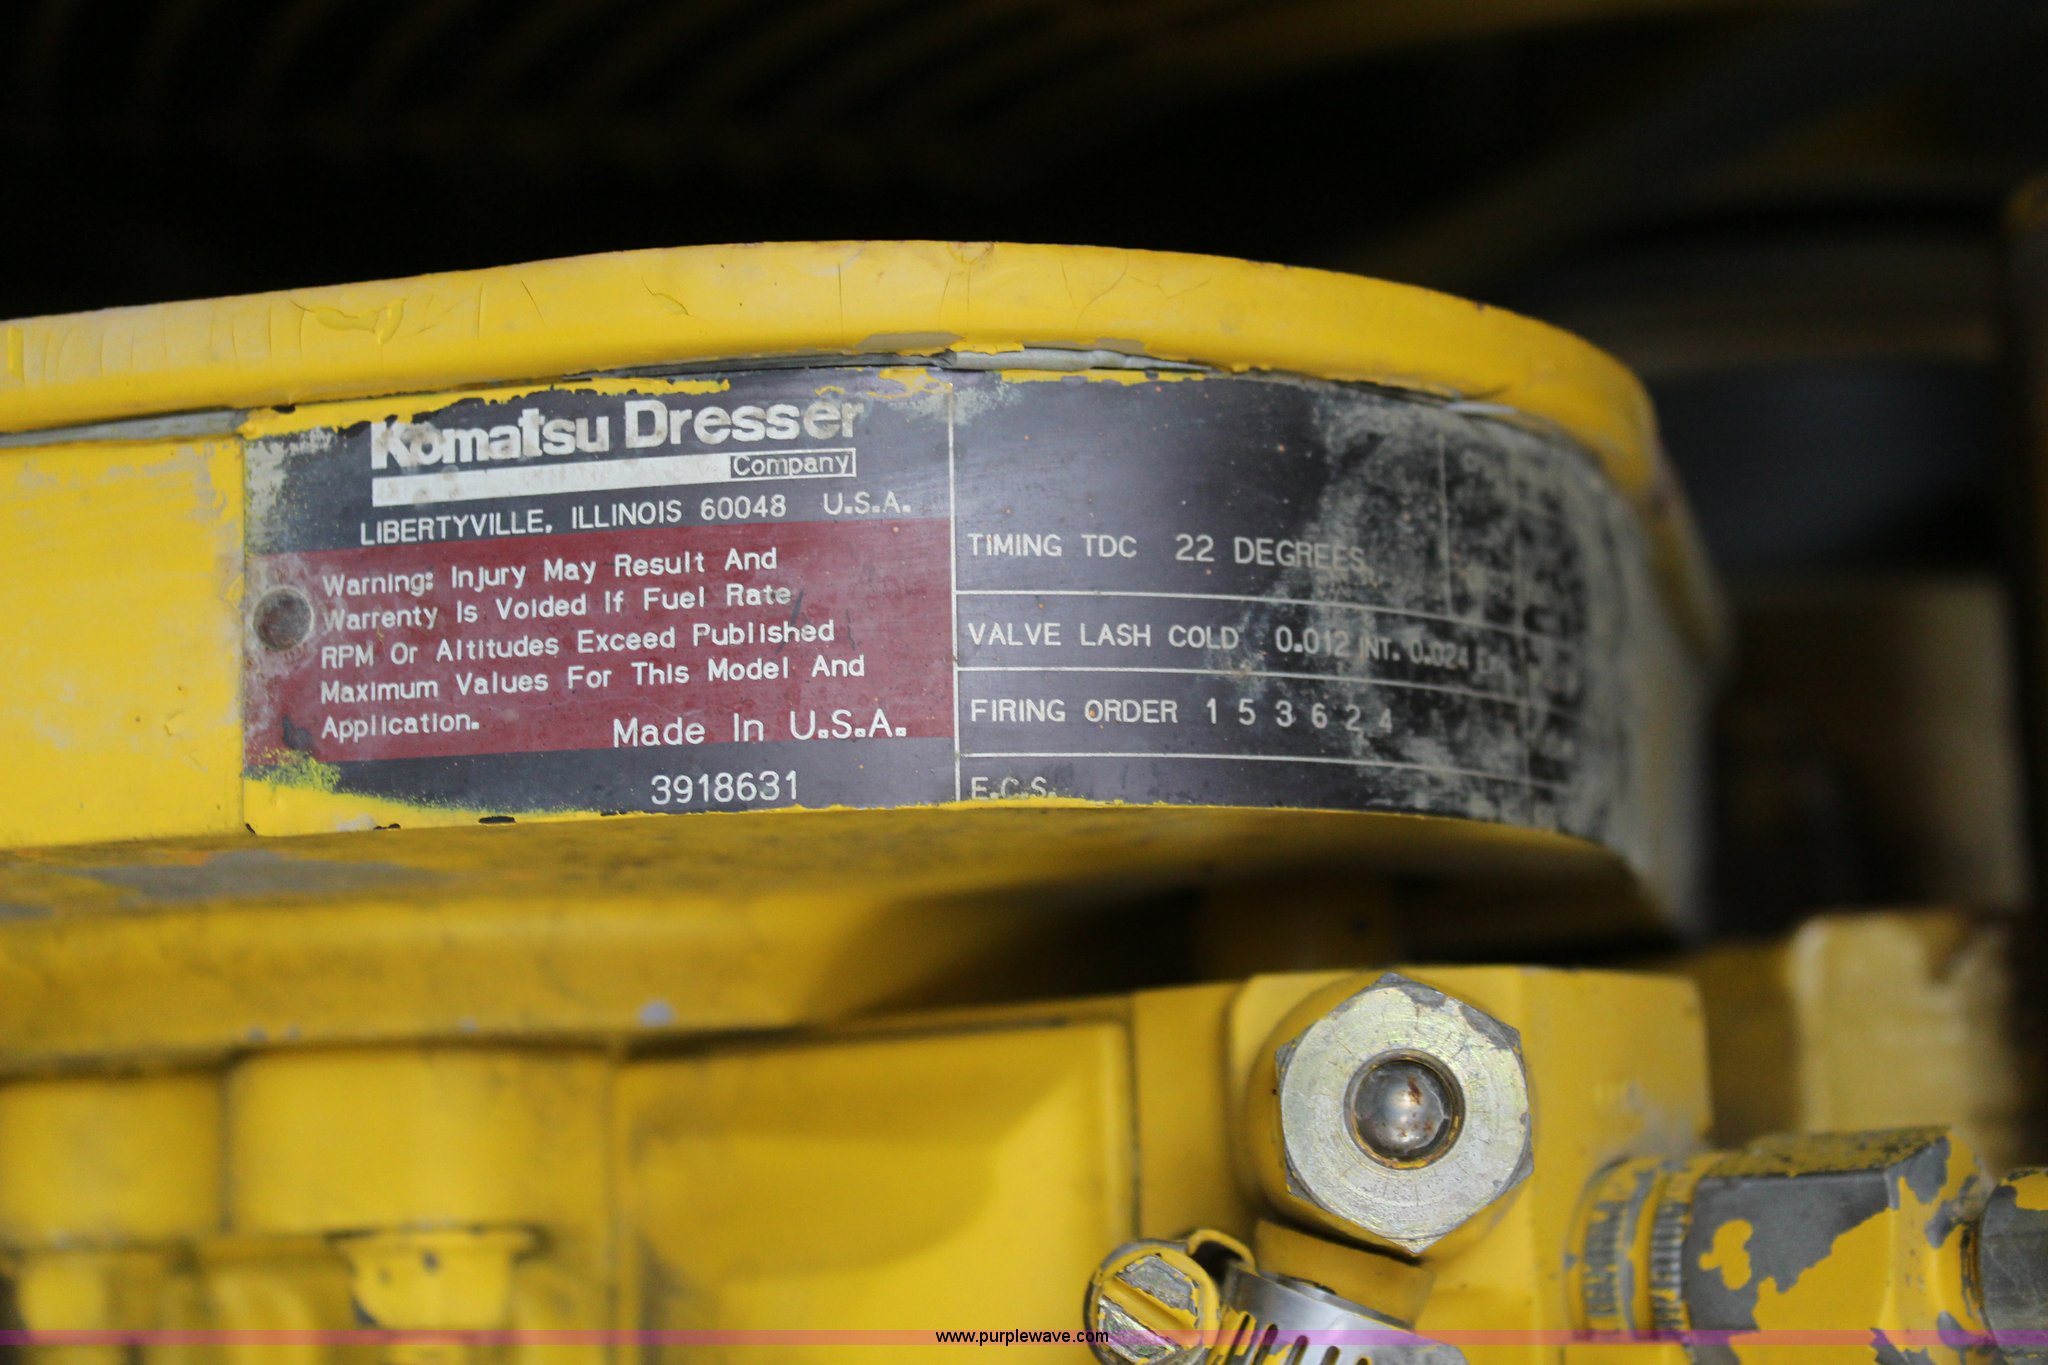 Komatsu Dresser
Company
LIBERTYVILLE, ILLINOIS 60048 U.S.A.
Warning: Injury May Result And
Warrenty Is Voided If Fuel Rate
RPM Or Altitudes Exceed Published
Maximum Values For This Model And
Application.
Made In U.S.A.
3918631
TIMING TDC 22 DEGREES
VALVE LASH COLD 0.012 INT. 0.024
FIRING ORDER 1 5 3 6 2 4
E.C.S.
www.purplewave.com